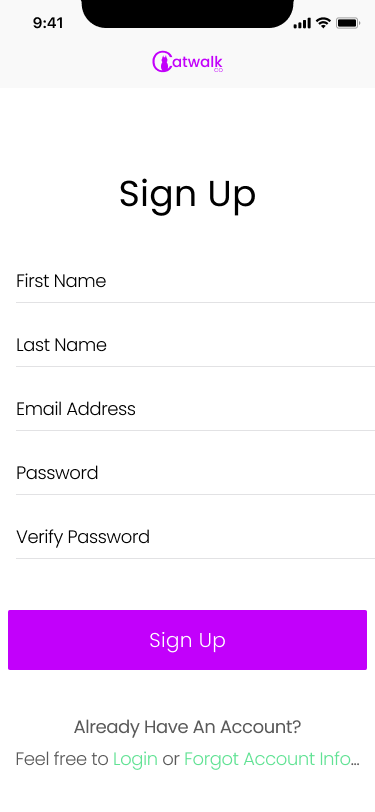 9:41
Catwalk
CO
Sign Up
First Name
Last Name
Email Address
Password
Verify Password
Sign Up
Already Have An Account?
Feel free to Login or Forgot Account Info...